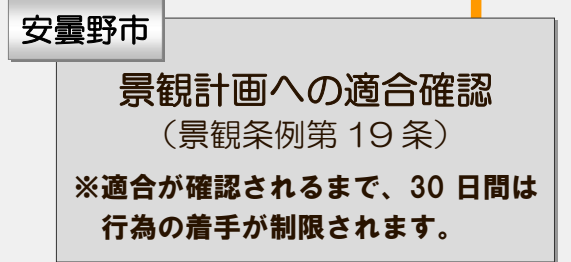 安曇野市
景観計画への適合確認
（景観条例第 19 条）
※適合が確認されるまで、30 日間は
行為の着手が制限されます。